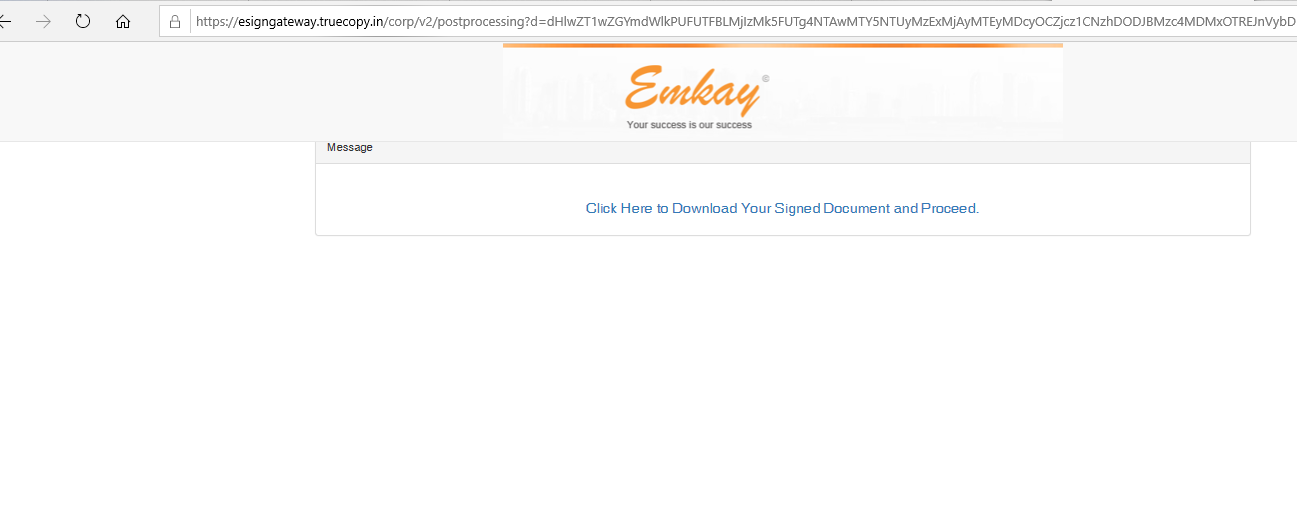 https://esigngateway.truecopy.in/corp/v2/postprocessing?d=dHlwZT1wZGYmdWlkPUFUTFBLMjIzMk5FUTg4NTAwMTY5NTUyMzExMjAyMTEyMDcyOCZjcz1CNzhDODJBMzc4MDMxOTREJnVybD
Emkay©
Your success is our success
Message
Click Here to Download Your Signed Document and Proceed.